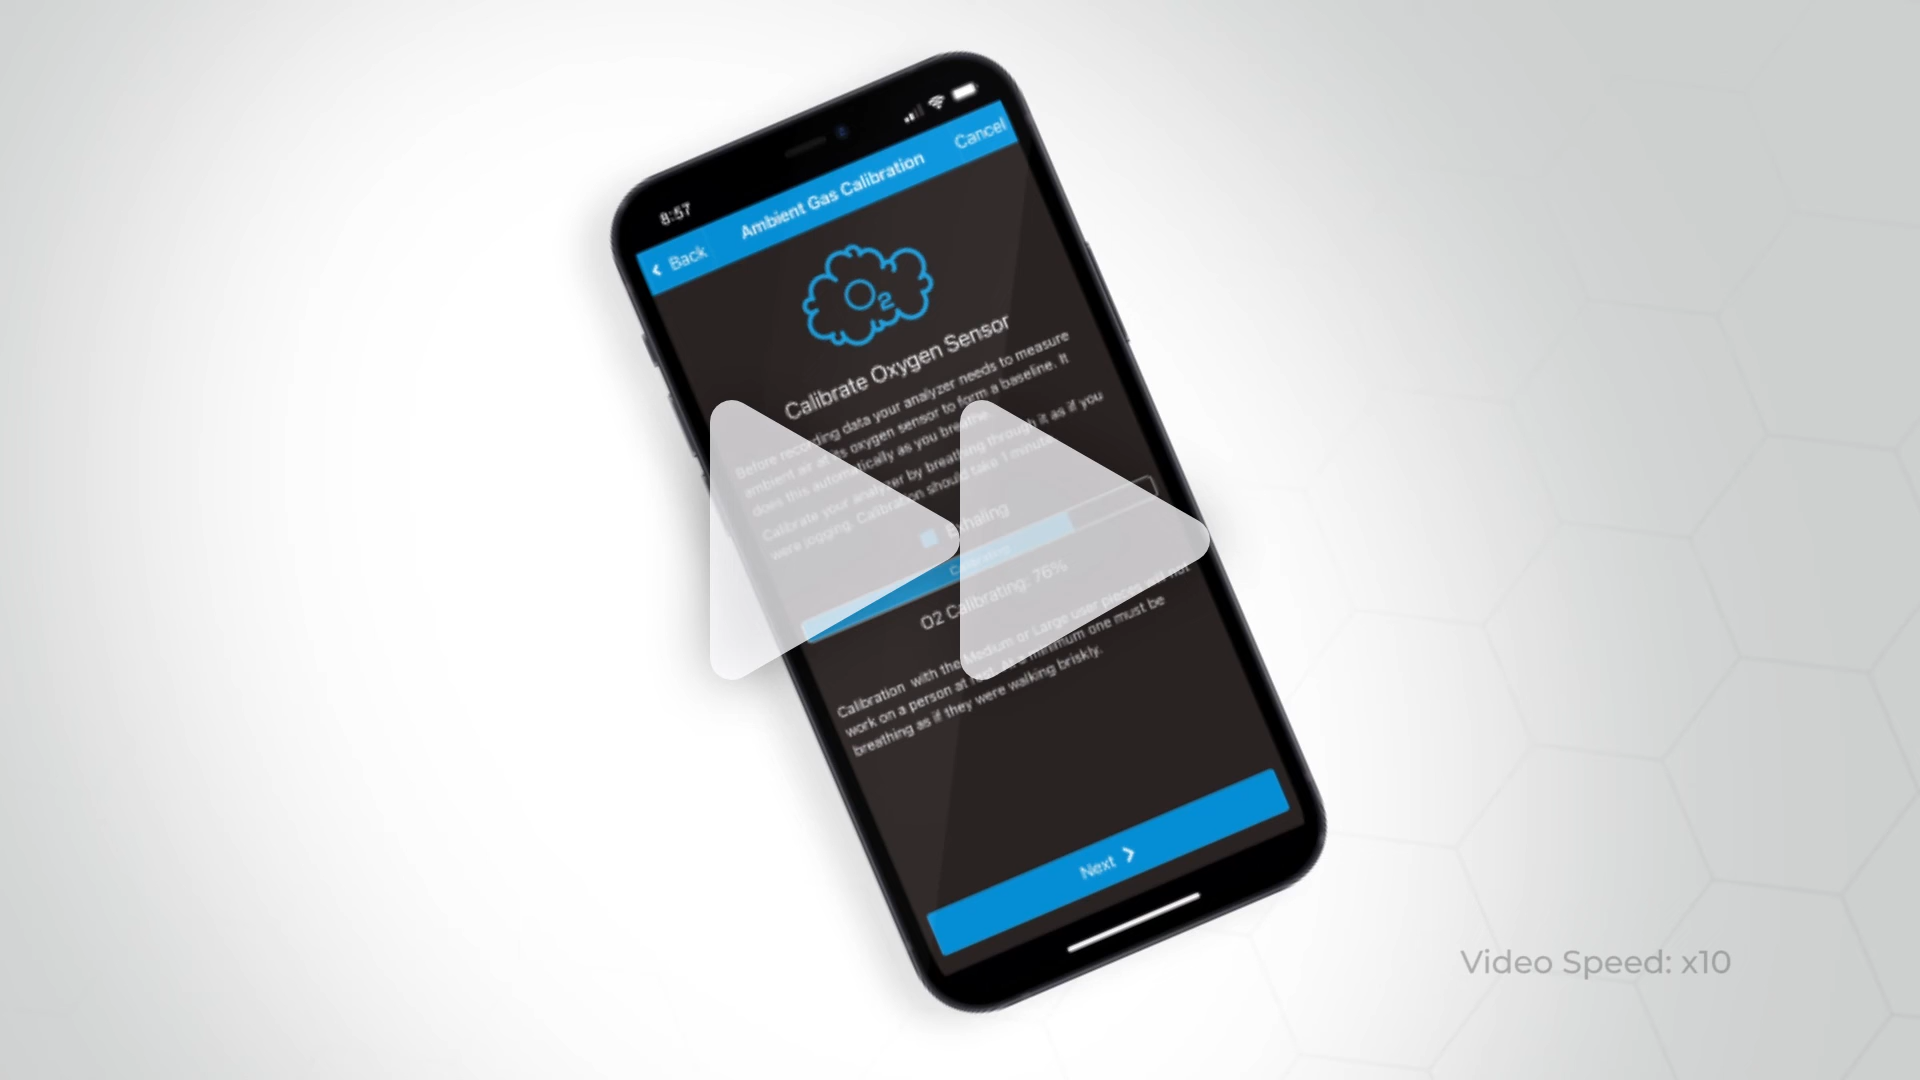 8:57
Back
Ambient Gas Calibration
Cancel
O2
Calibrate Oxygen Sensor
Before recording data your analyzer needs to measure
ambient air at its oxygen sensor to form a baseline. It
does this automatically as you breathe.
Calibrate your analyzer by breathing through it as if you
were jogging. Calibration should take 1 minute.
Exhaling
Calibrating
O2 Calibrating: 76%
Calibration with the Medium or Large user pieces will not
work on a person at rest. At a minimum one must be
breathing as if they were walking briskly.
Next
Video Speed: x10